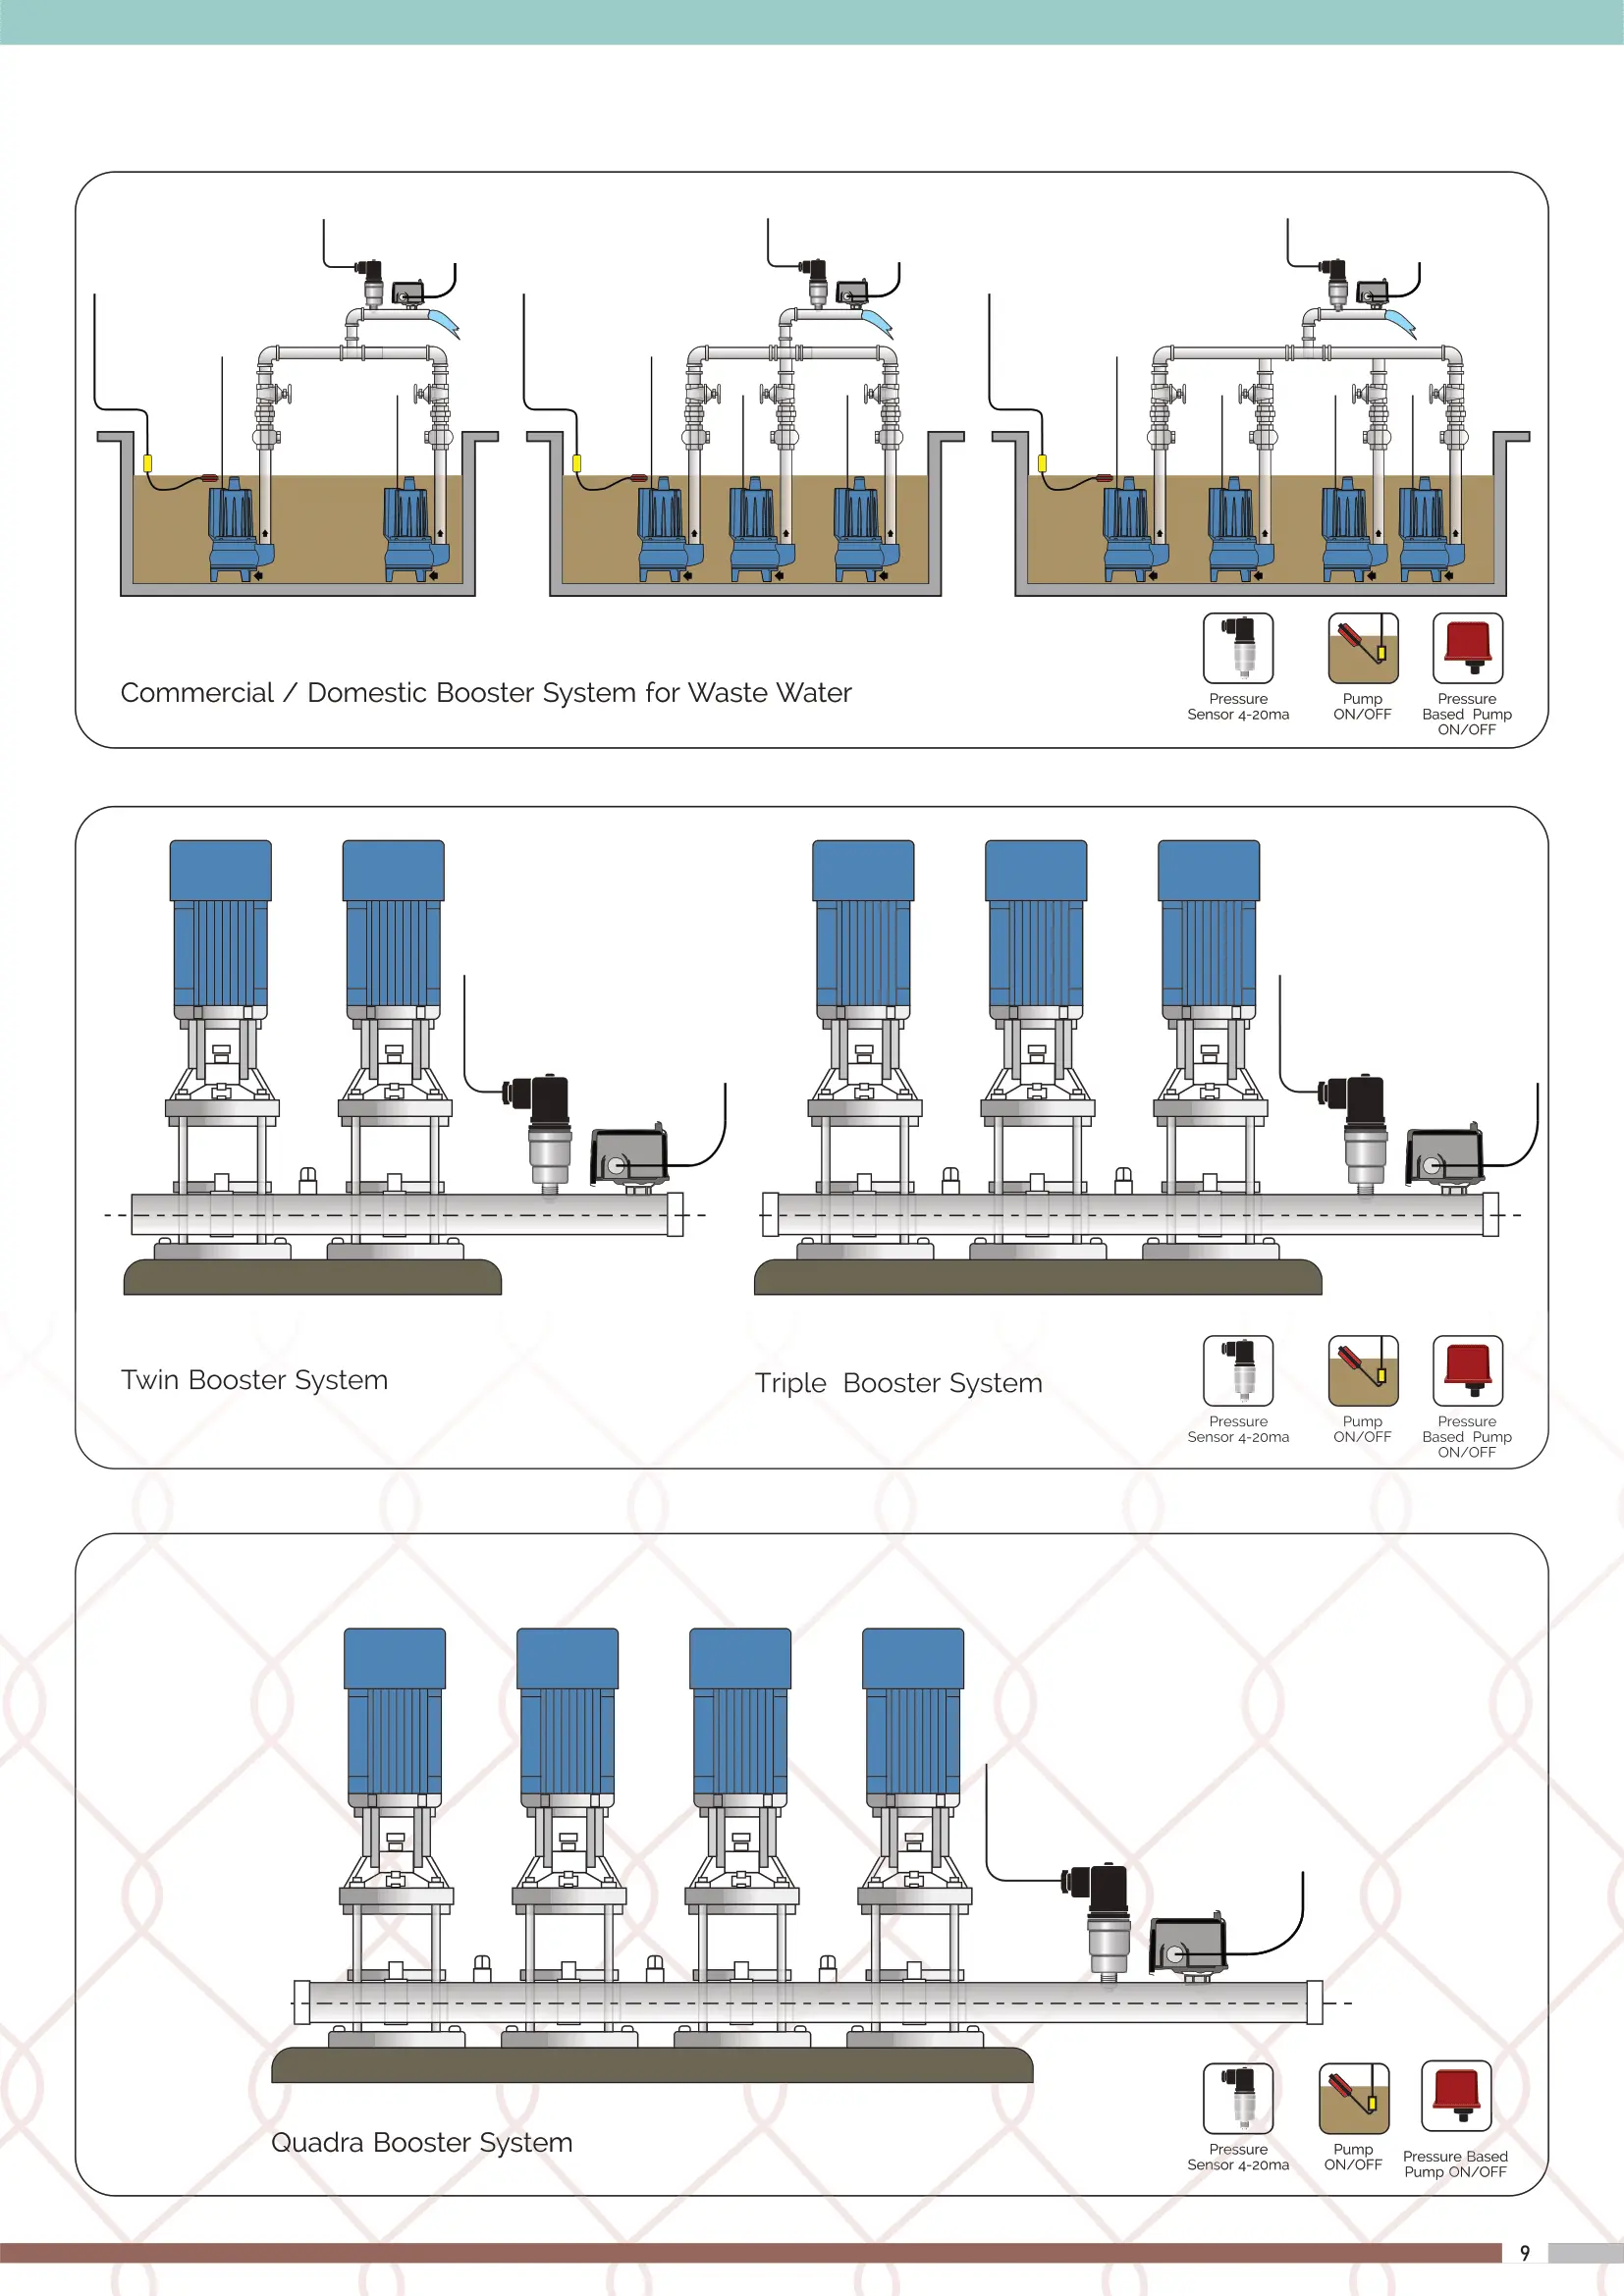 Commercial / Domestic Booster System for Waste Water
Pressure
Sensor 4-20ma
Pump
ON/OFF
Pressure
Based Pump
ON/OFF
Twin Booster System
Triple Booster System
Pressure
Sensor 4-20ma
Pump
ON/OFF
Pressure
Based Pump
ON/OFF
Quadra Booster System
Pressure
Sensor 4-20ma
Pump
ON/OFF
Pressure Based
Pump ON/OFF
9